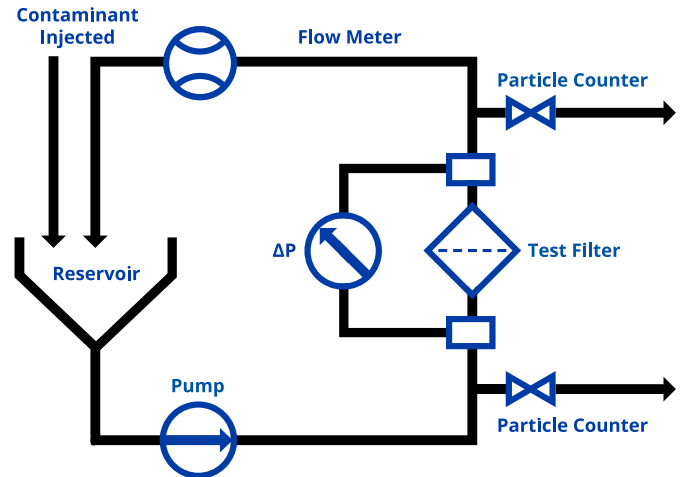 Contaminant
Injected
Flow Meter
Particle Counter
Reservoir
ΔP
Test Filter
Pump
Particle Counter